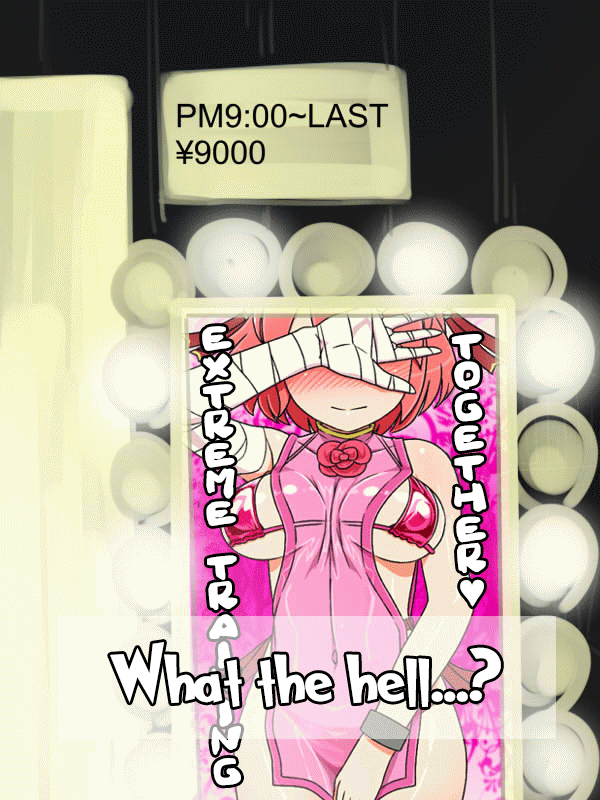 PM9:00~LAST
¥9000
EXTREME TRAINING
TOGETHER♥
What the hell...?